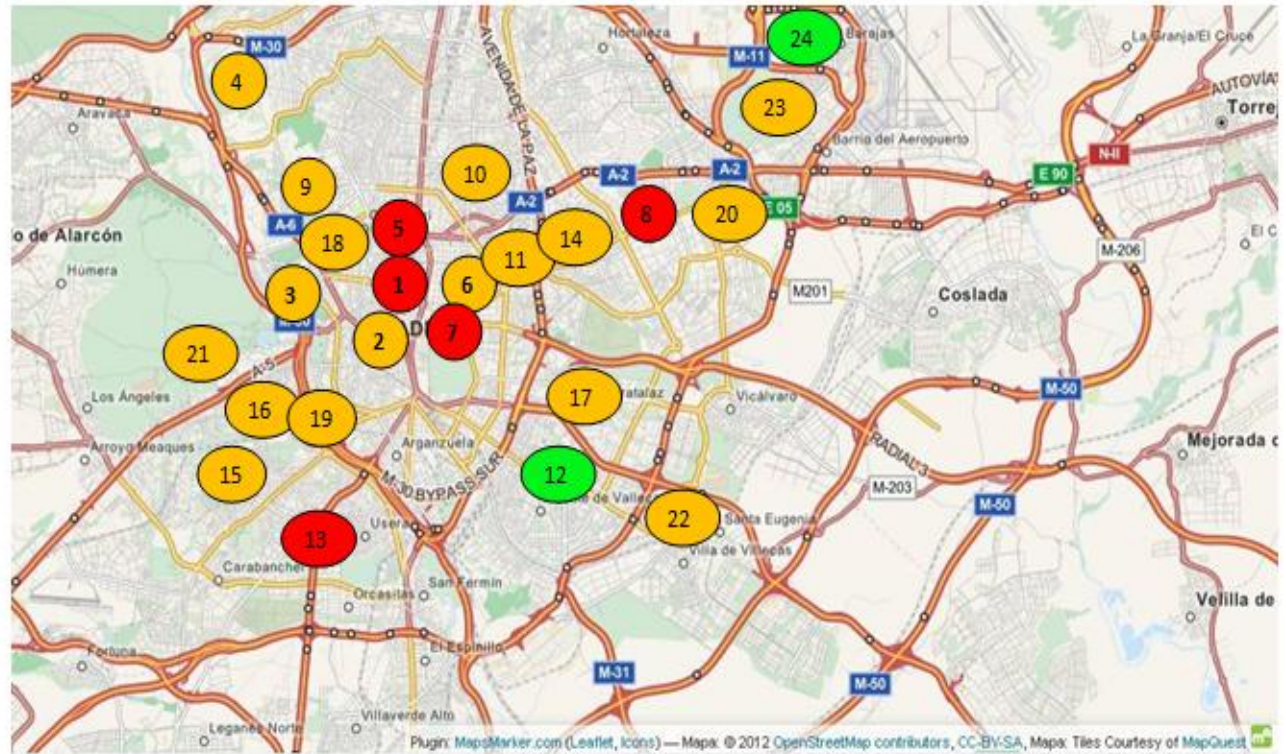 24
Hortaleza
Barajas
La Granja/El Cruce
M-30
M-11
AVENIDA DE LA PAZ
4
AUTOVÍA
23
Torre
Aravaca
Barrio del Aeropuerto
N-II
10
A-2
A-2
E 90
9
A-2
8
20
E 05
5
14
A-6
18
o de Alarcón
11
M-206
El C
Húmera
1
6
3
M201
Coslada
7
2
21
A-5
M-50
Los Ángeles
16
17
ratalaz
Vicálvaro
19
Arganzuela
RADIAL 3
Mejorada c
Arroyo Meaques
15
12
M-30 BYPASS SUR
M-203
e de Vallec
M-50
22
Santa Eugenia
13
Usera
Villa de Vallecas
Carabanchel
San Fermín
Orcasitas
Velilla de
Fortuna
El Espinillo
M-31
M-50
Villaverde Alto
Leganés Norte
Plugin: MapsMarker.com (Leaflet, Icons) — Mapa: © 2012 OpenStreetMap contributors, CC-BY-SA, Mapa: Tiles Courtesy of MapQuest